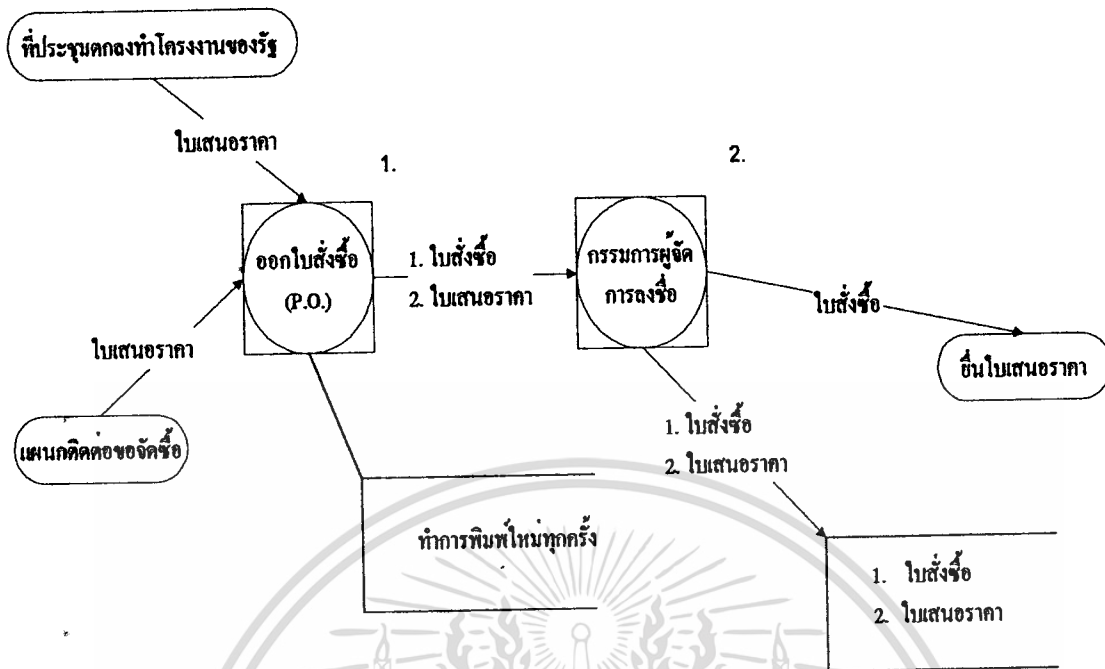 ที่ประชุมตกลงทำโครงงานของรัฐ
ใบเสนอราคา
1.
2.
ออกใบสั่งซื้อ
(P.O.)
1. ใบสั่งซื้อ
2. ใบเสนอราคา
กรรมการผู้จัด
การลงชื่อ
ใบสั่งซื้อ
ใบเสนอราคา
ยื่นใบเสนอราคา
แผนกติดต่อขอจัดซื้อ
1. ใบสั่งซื้อ
2. ใบเสนอราคา
ทำการพิมพ์ใหม่ทุกครั้ง
1. ใบสั่งซื้อ
2. ใบเสนอราคา